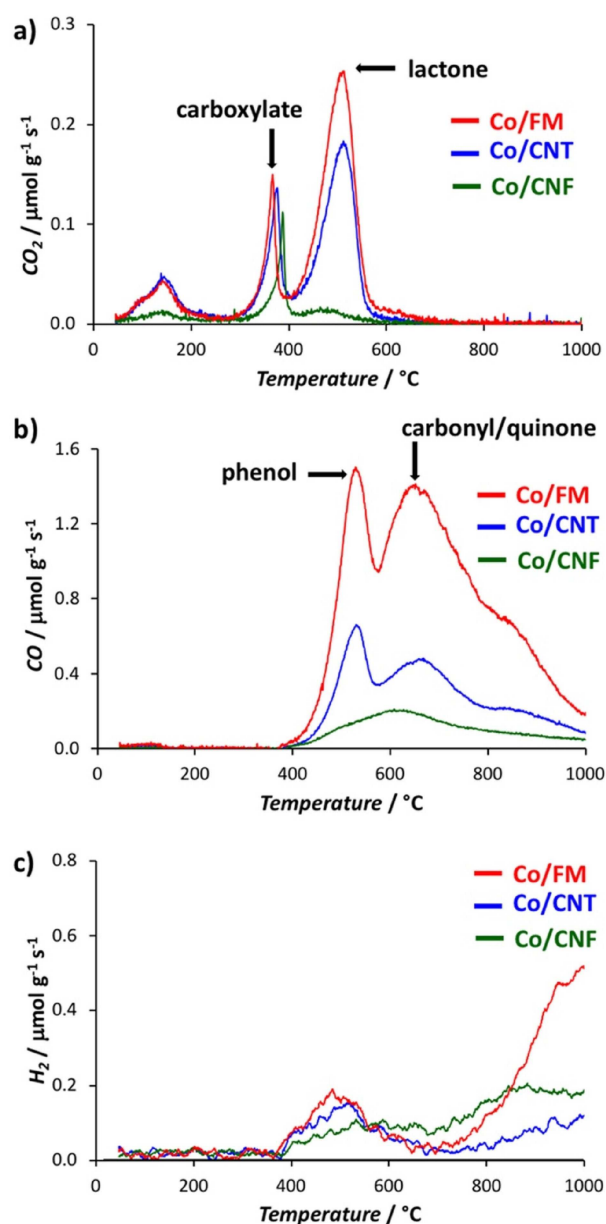 a)
0.3
0.2
0.1
0.0
CO₂ / µmol g⁻¹ s⁻¹
carboxylate
lactone
Co/FM
Co/CNT
Co/CNF
0 200 400 600 800 1000
Temperature / °C
b)
1.6
1.2
0.8
0.4
0.0
CO / µmol g⁻¹ s⁻¹
carbonyl/quinone
phenol
Co/FM
Co/CNT
Co/CNF
0 200 400 600 800 1000
Temperature / °C
c)
0.8
0.6
0.4
0.2
0.0
H₂ / µmol g⁻¹ s⁻¹
Co/FM
Co/CNT
Co/CNF
0 200 400 600 800 1000
Temperature / °C